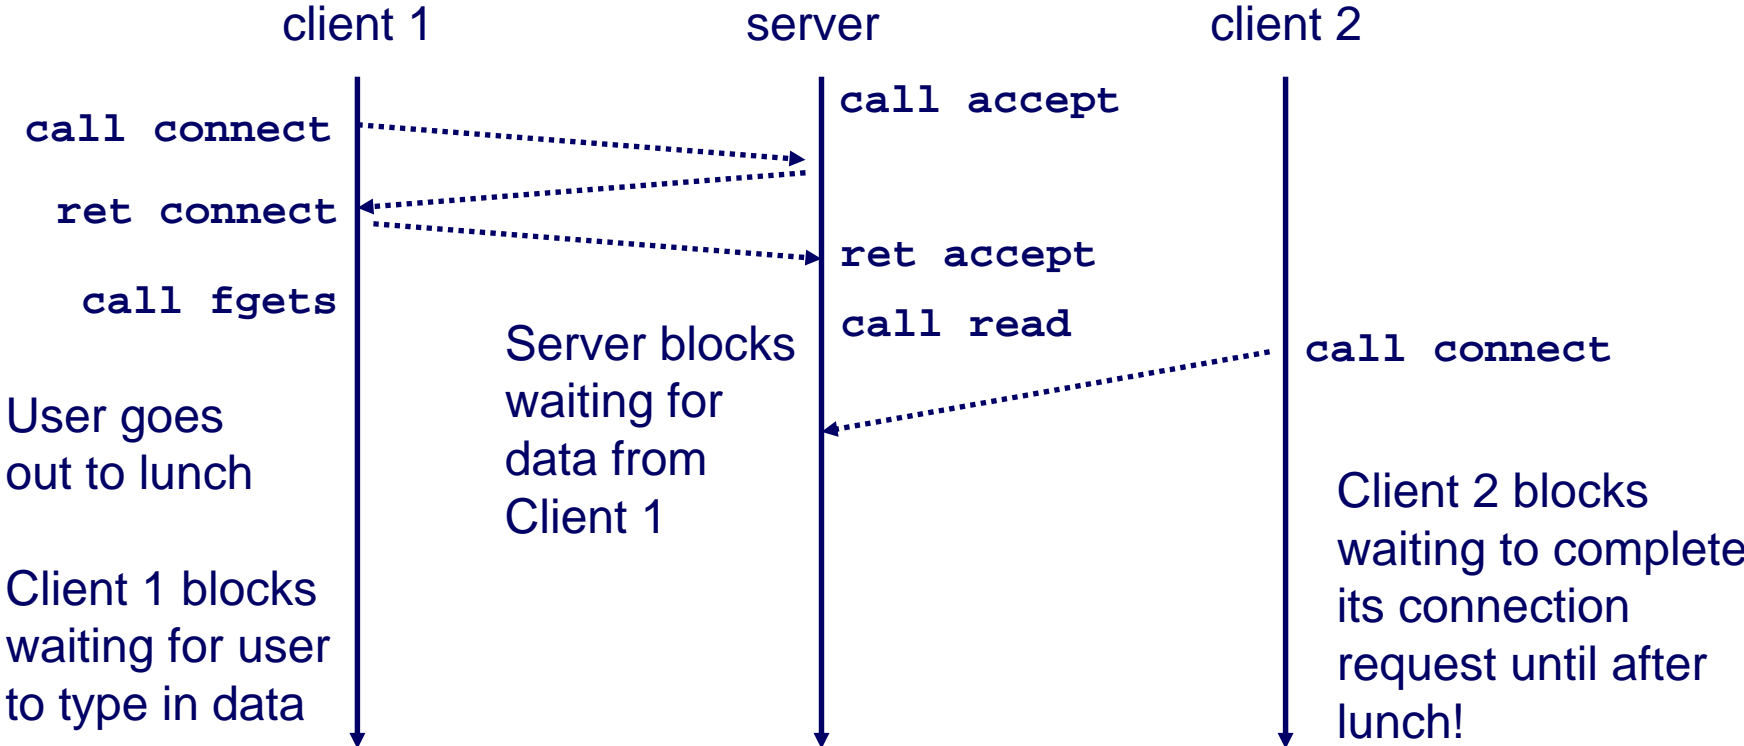 client 1
server
client 2
call connect
ret connect
call fgets
User goes
out to lunch
Client 1 blocks
waiting for user
to type in data
call accept
ret accept
call read
Server blocks
waiting for
data from
Client 1
call connect
Client 2 blocks
waiting to complete
its connection
request until after
lunch!